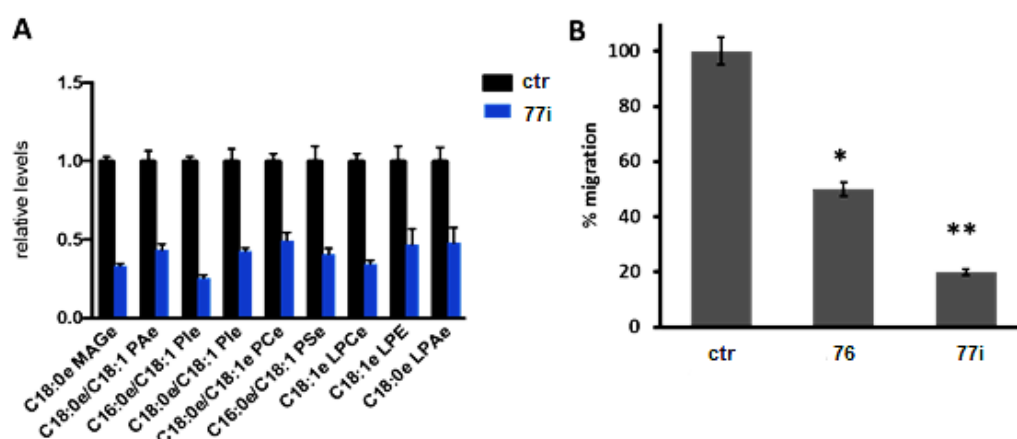 A
relative levels
1.5
1.0
0.5
0.0
C18:0e MAGe
C18:0e/C18:1 PAe
C16:0e/C18:1 PIe
C18:0e/C18:1 PIe
C18:0e/C18:1e PCe
C16:0e/C18:1 PSe
C18:1e LPCe
C18:1e LPE
C18:0e LPAe
ctr
77i
B
% migration
100
80
60
40
20
0
*
**
ctr 76 77i